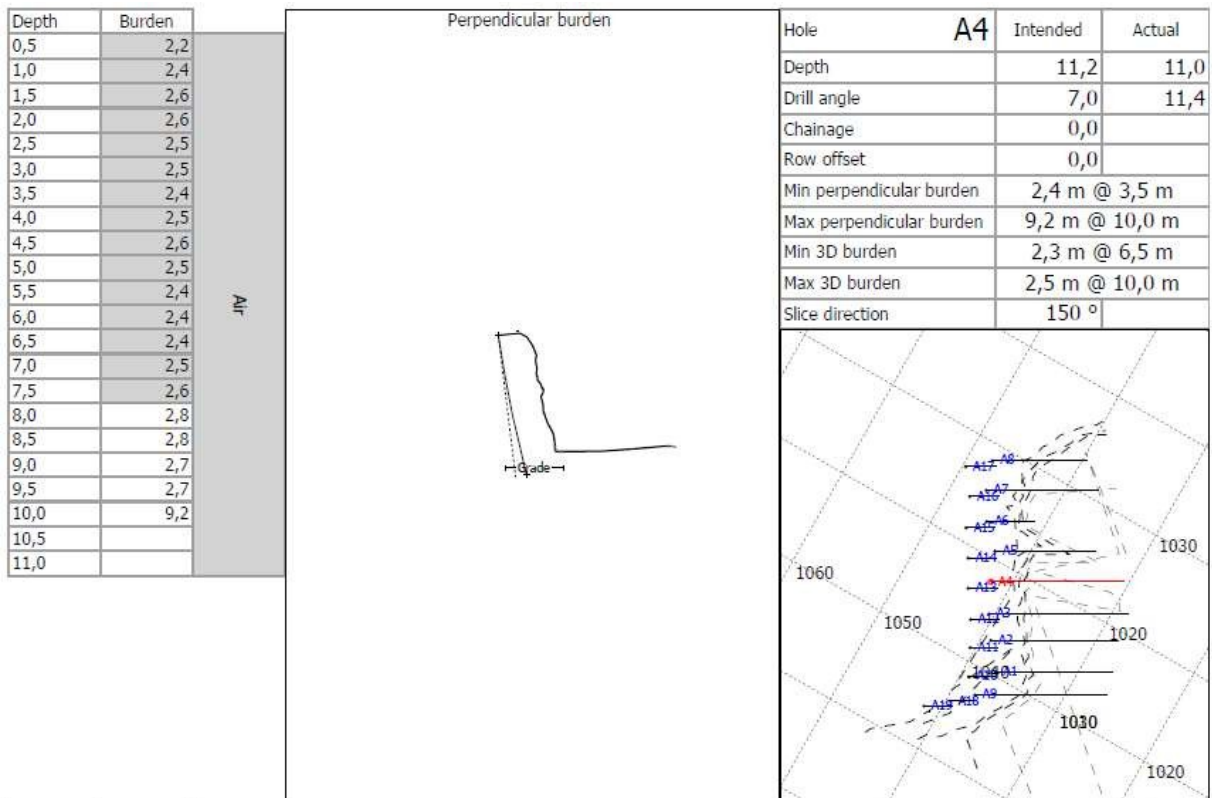 Depth Burden
0,5 2,2
1,0 2,4
1,5 2,6
2,0 2,6
2,5 2,5
3,0 2,5
3,5 2,4
4,0 2,5
4,5 2,6
5,0 2,5
5,5 2,4
6,0 2,4
6,5 2,4
7,0 2,5
7,5 2,6
8,0 2,8
8,5 2,8
9,0 2,7
9,5 2,7
10,0 9,2
10,5
11,0
Air
Perpendicular burden
Grade
Hole A4 Intended Actual
Depth 11,2 11,0
Drill angle 7,0 11,4
Chainage 0,0
Row offset 0,0
Min perpendicular burden 2,4 m @ 3,5 m
Max perpendicular burden 9,2 m @ 10,0 m
Min 3D burden 2,3 m @ 6,5 m
Max 3D burden 2,5 m @ 10,0 m
Slice direction 150 º
A17 A8
A16 A7
A15 A6
A14 A5
1030
1060
A13 A4
1050
A12 A3
1020
A11 A2
A1
A19 A18 A9
1020